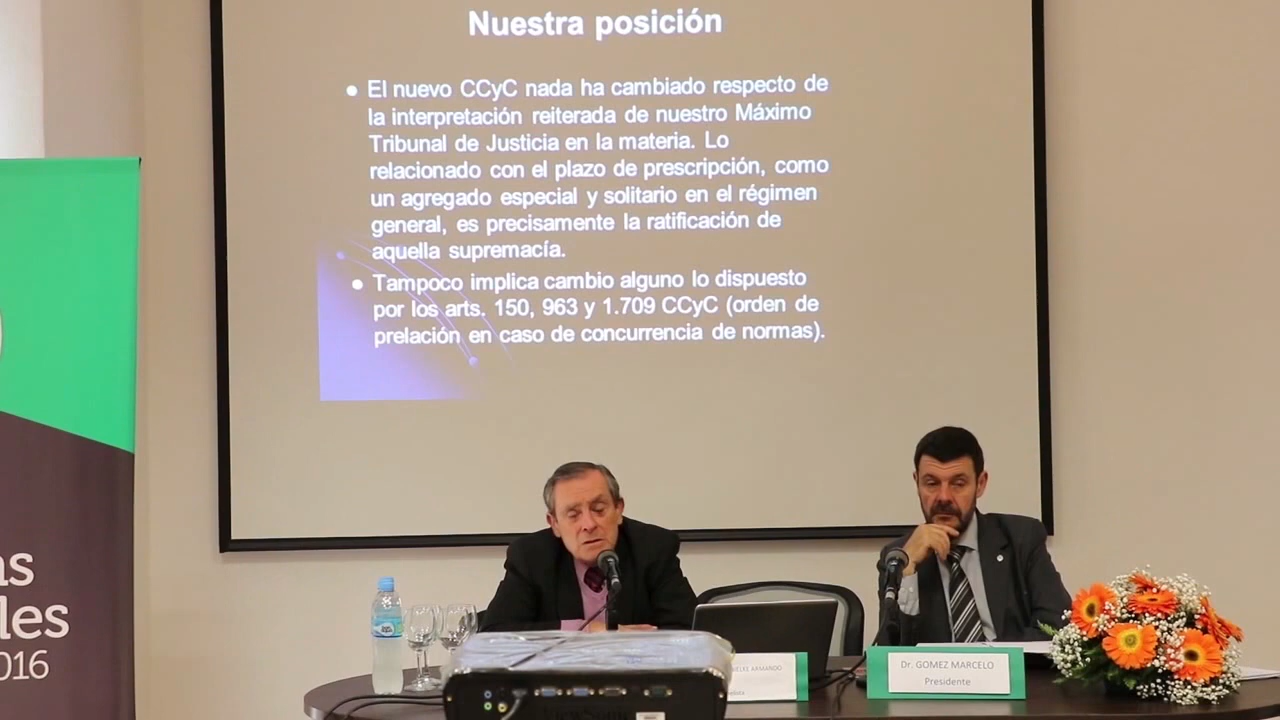 Nuestra posición
● El nuevo CCyC nada ha cambiado respecto de
la interpretación reiterada de nuestro Máximo
Tribunal de Justicia en la materia. Lo
relacionado con el plazo de prescripción, como
un agregado especial y solitario en el régimen
general, es precisamente la ratificación de
aquella supremacía.
● Tampoco implica cambio alguno lo dispuesto
por los arts. 150, 963 y 1.709 CCyC (orden de
prelación en caso de concurrencia de normas).
as
les
016
ARMANDO
Dr. GOMEZ MARCELO
Presidente
ViewSonic